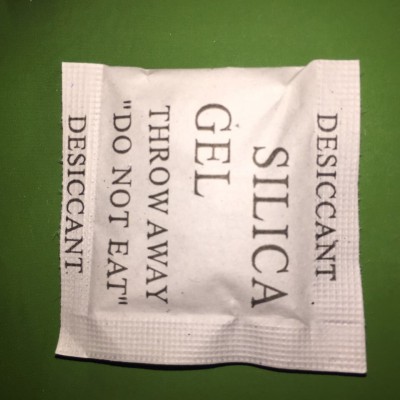 DESICCANT
SILICA
GEL
THROW AWAY
"DO NOT EAT"
DESICCANT